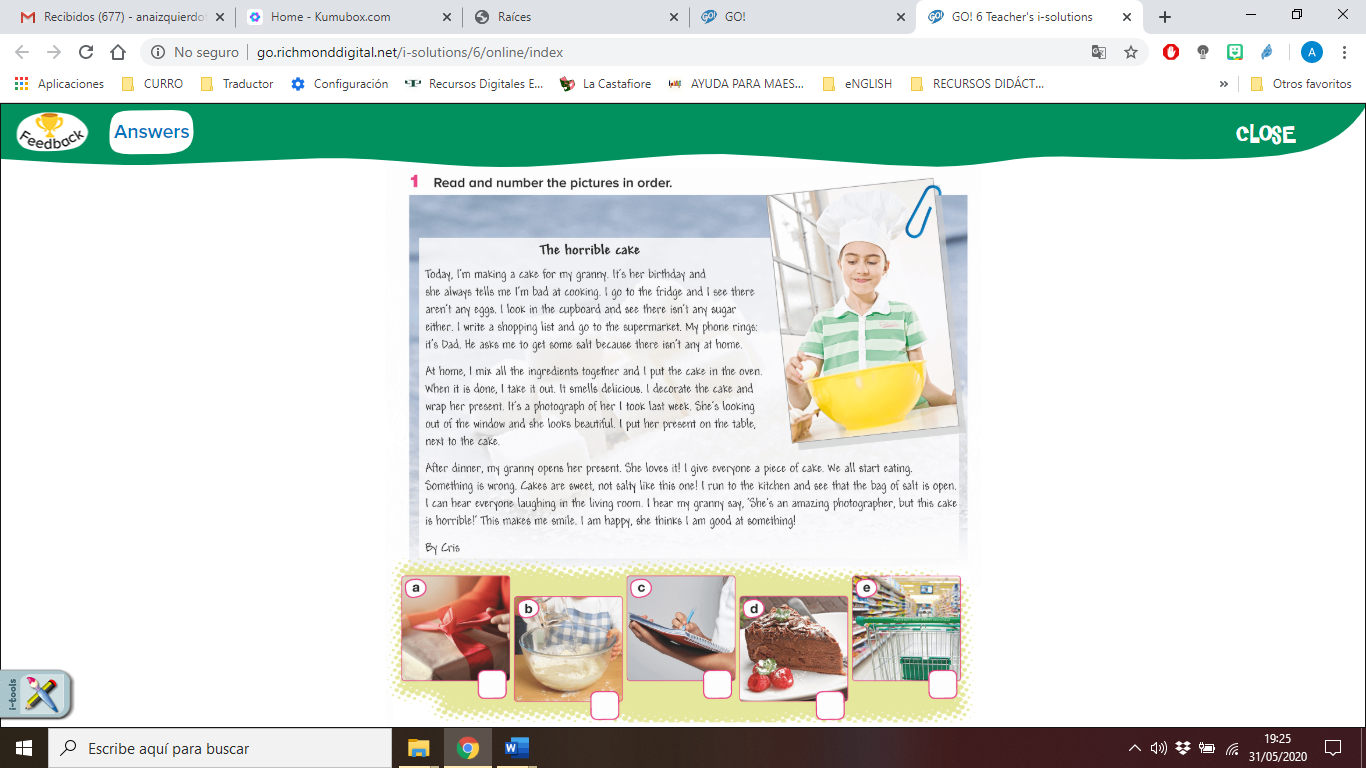 Recibidos (677) - anaizquierdo
Home - Kumubox.com
Raíces
GO!
GO! 6 Teacher's i-solutions
No seguro
go.richmonddigital.net/i-solutions/6/online/index
A
Aplicaciones
CURRO
Traductor
Configuración
Recursos Digitales E...
La Castafiore
AYUDA PARA MAES...
eNGLISH
RECURSOS DIDÁCT...
»
Otros favoritos
Feedback
Answers
CLOSE
1 Read and number the pictures in order.
The horrible cake
Today, I'm making a cake for my granny. It's her birthday and
she always tells me I'm bad at cooking. I go to the fridge and I see there
aren't any eggs. I look in the cupboard and see there isn't any sugar
either. I write a shopping list and go to the supermarket. My phone rings:
it's Dad. He asks me to get some salt because there isn't any at home.
At home, I mix all the ingredients together and I put the cake in the oven.
When it is done, I take it out. It smells delicious. I decorate the cake and
wrap her present. It's a photograph of her I took last week. She's looking
out of the window and she looks beautiful. I put her present on the table,
next to the cake.
After dinner, my granny opens her present. She loves it! I give everyone a piece of cake. We all start eating.
Something is wrong. Cakes are sweet, not salty like this one! I run to the kitchen and see that the bag of salt is open.
I can hear everyone laughing in the living room. I hear my granny say, 'She's an amazing photographer, but this cake
is horrible!' This makes me smile. I am happy, she thinks I am good at something!
By Cris
a
b
c
d
e
i-tools
Escribe aquí para buscar
19:25
31/05/2020